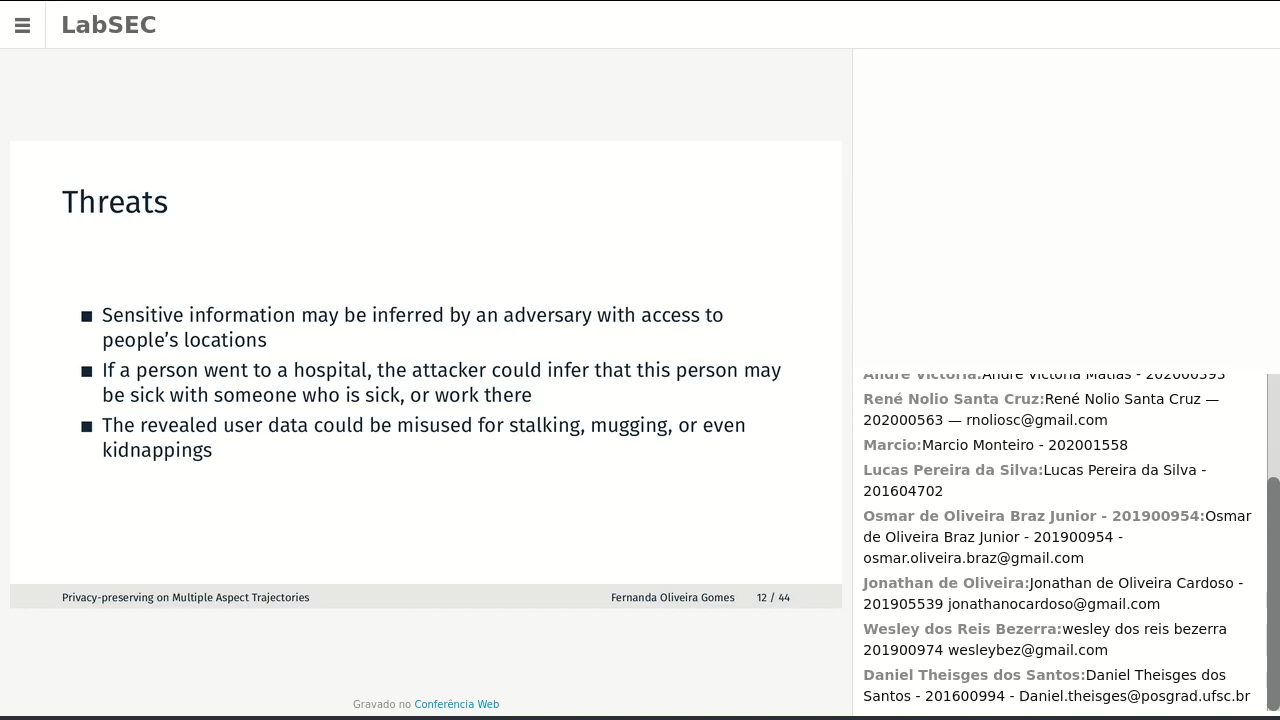 LabSEC
Threats
Sensitive information may be inferred by an adversary with access to
people's locations
If a person went to a hospital, the attacker could infer that this person may
be sick with someone who is sick, or work there
The revealed user data could be misused for stalking, mugging, or even
kidnappings
Privacy-preserving on Multiple Aspect Trajectories Fernanda Oliveira Gomes 12 / 44
Gravado no Conferência Web
André Victória:André Victória Matias - 202000393
René Nolio Santa Cruz:René Nolio Santa Cruz —
202000563 — rnoliosc@gmail.com
Marcio:Marcio Monteiro - 202001558
Lucas Pereira da Silva:Lucas Pereira da Silva -
201604702
Osmar de Oliveira Braz Junior - 201900954:Osmar
de Oliveira Braz Junior - 201900954 -
osmar.oliveira.braz@gmail.com
Jonathan de Oliveira:Jonathan de Oliveira Cardoso -
201905539 jonathanocardoso@gmail.com
Wesley dos Reis Bezerra:wesley dos reis bezerra
201900974 wesleybez@gmail.com
Daniel Theisges dos Santos:Daniel Theisges dos
Santos - 201600994 - Daniel.theisges@posgrad.ufsc.br